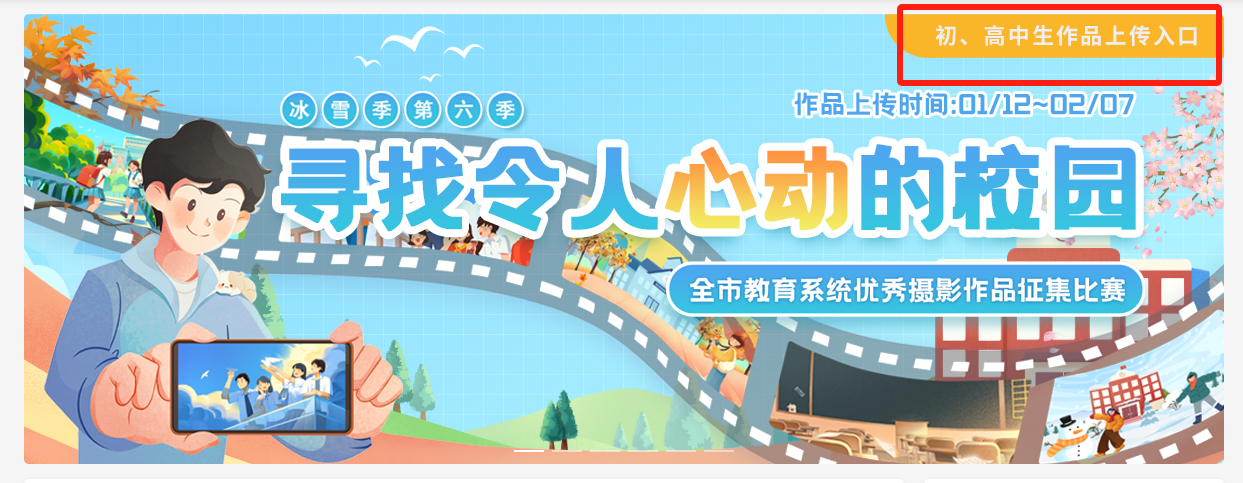 初、高中生作品上传入口
作品上传时间:01/12~02/07
冰雪季第六季
寻找令人心动的校园
全市教育系统优秀摄影作品征集比赛